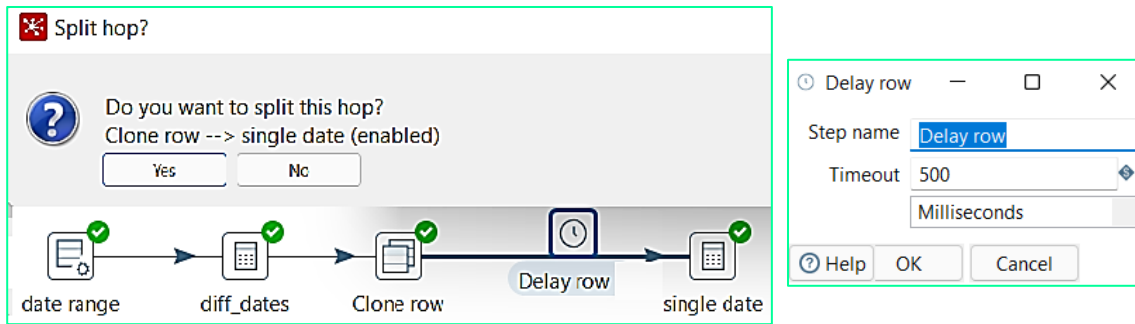 Split hop?
Do you want to split this hop?
Clone row --> single date (enabled)
Yes No
date range diff_dates Clone row Delay row single date
Delay row
Step name Delay row
Timeout 500
Milliseconds
Help OK Cancel